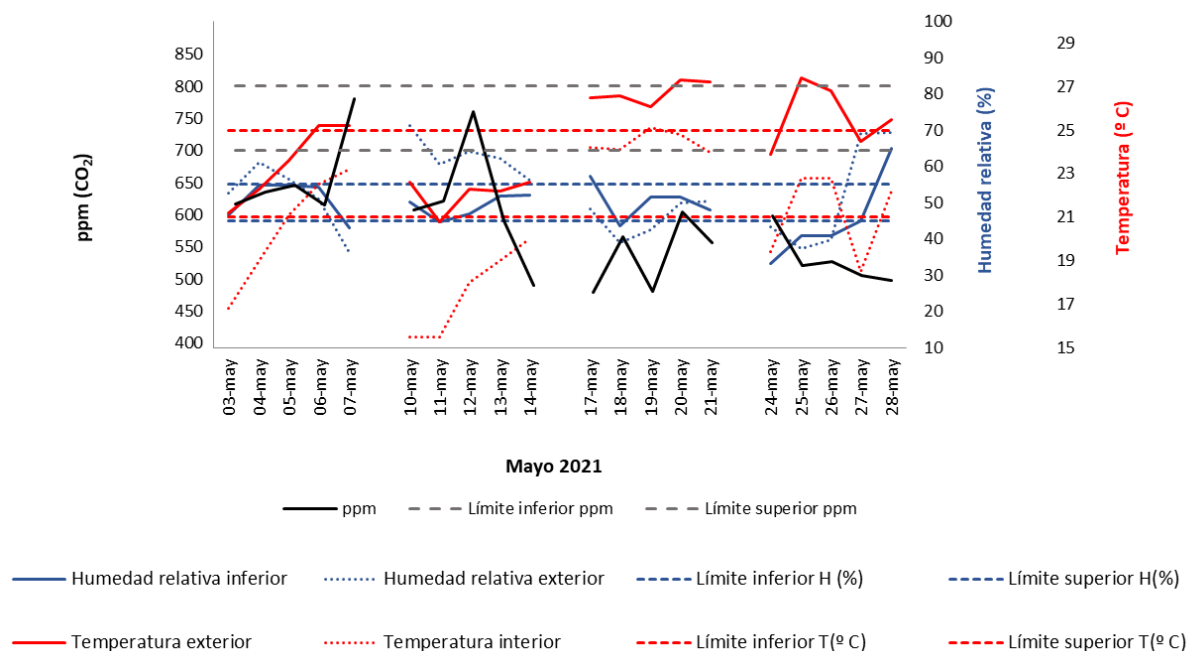 ppm (CO₂)
850
800
750
700
650
600
550
500
450
400
100
90
80
70
60
50
40
30
20
10
Humedad relativa (%)
29
27
25
23
21
19
17
15
Temperatura (º C)
03-may
04-may
05-may
06-may
07-may
10-may
11-may
12-may
13-may
14-may
17-may
18-may
19-may
20-may
21-may
24-may
25-may
26-may
27-may
28-may
Mayo 2021
ppm Límite inferior ppm Límite superior ppm
Humedad relativa inferior Humedad relativa exterior Límite inferior H (%) Límite superior H(%)
Temperatura exterior Temperatura interior Límite inferior T(º C) Límite superior T(º C)